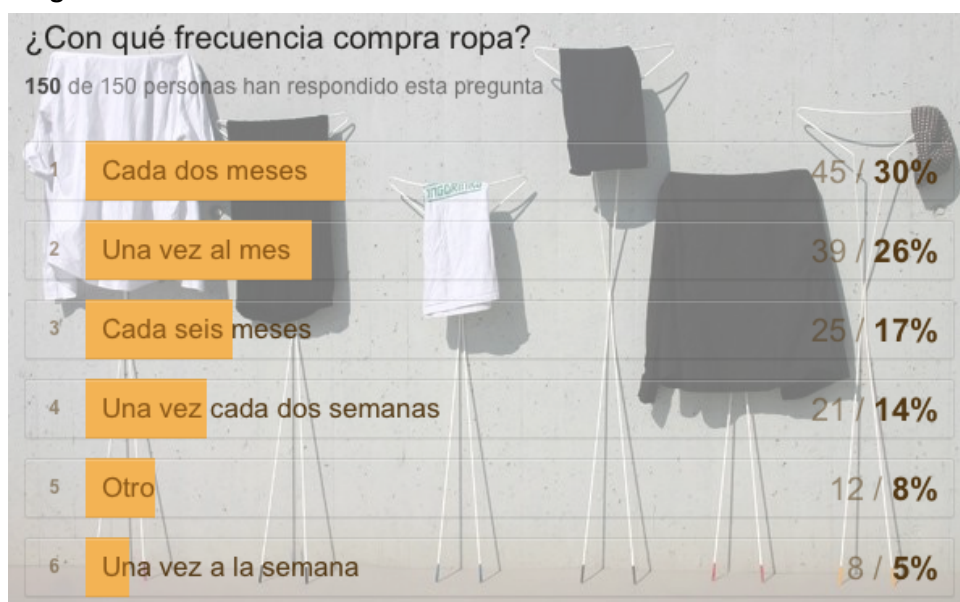 ¿Con qué frecuencia compra ropa?
150 de 150 personas han respondido esta pregunta
1 Cada dos meses 45 / 30%
2 Una vez al mes 39 / 26%
3 Cada seis meses 25 / 17%
4 Una vez cada dos semanas 21 / 14%
5 Otro 12 / 8%
6 Una vez a la semana 8 / 5%